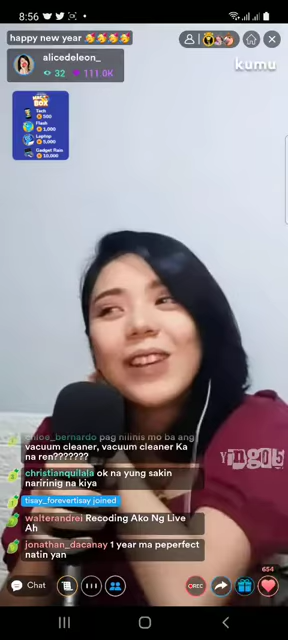 8:56
happy new year 🥰🥰🥰🥰
alicedeleon_
32 111.0K
kumu
BOX
Tech
500
Flash
1,000
Laptop
5,000
Gadget Rain
10,000
chloe_bernardo pag nilinis mo ba ang
vacuum cleaner, vacuum cleaner Ka
na ren???????
christianquilala ok na yung sakin
naririnig na kiya
tisay_forevertisay joined
walterandrei Recoding Ako Ng Live
Ah
jonathan_dacanay 1 year ma peperfect
natin yan
654
Chat
REC